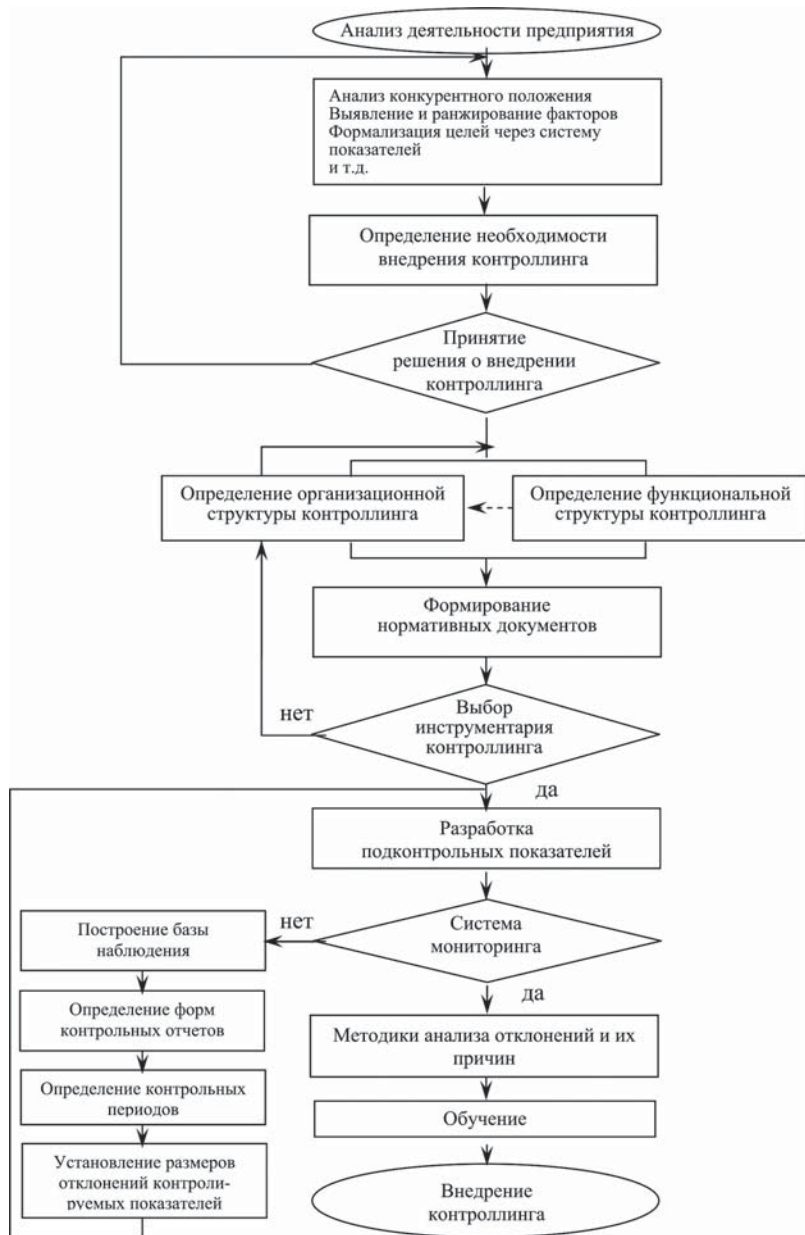 Анализ деятельности предприятия
Анализ конкурентного положения
Выявление и ранжирование факторов
Формализация целей через систему
показателей
и т.д.
Определение необходимости
внедрения контроллинга
Принятие
решения о внедрении
контроллинга
Определение организационной
структуры контроллинга
Определение функциональной
структуры контроллинга
Формирование
нормативных документов
нет
Выбор
инструментария
контроллинга
да
Разработка
подконтрольных показателей
нет
Система
мониторинга
да
Построение базы
наблюдения
Определение форм
контрольных отчетов
Определение контрольных
периодов
Установление размеров
отклонений контроли-
руемых показателей
Методики анализа отклонений и их
причин
Обучение
Внедрение
контроллинга